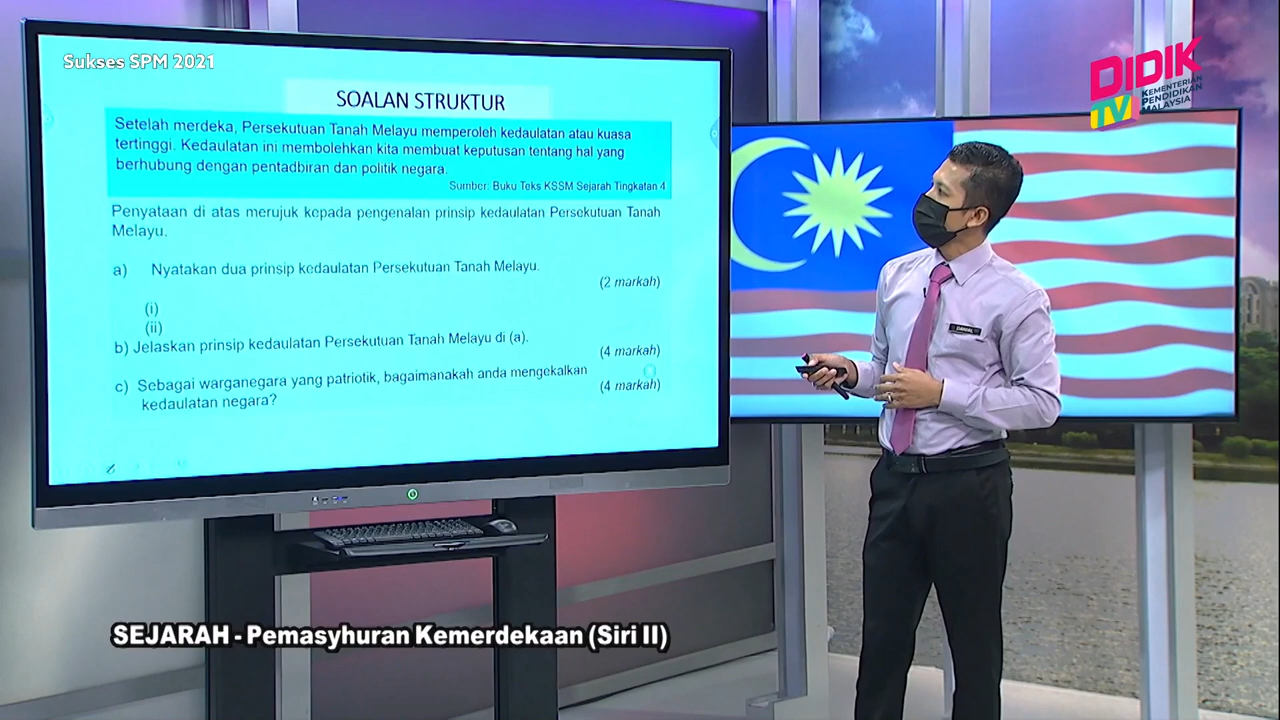 Sukses SPM 2021
DIDIK
TV
KEMENTERIAN
PENDIDIKAN
MALAYSIA
SOALAN STRUKTUR
Setelah merdeka, Persekutuan Tanah Melayu memperoleh kedaulatan atau kuasa
tertinggi. Kedaulatan ini membolehkan kita membuat keputusan tentang hal yang
berhubung dengan pentadbiran dan politik negara.
Sumber: Buku Teks KSSM Sejarah Tingkatan 4
Penyataan di atas merujuk kepada pengenalan prinsip kedaulatan Persekutuan Tanah
Melayu.
a) Nyatakan dua prinsip kedaulatan Persekutuan Tanah Melayu.
(2 markah)
(i)
(ii)
b) Jelaskan prinsip kedaulatan Persekutuan Tanah Melayu di (a).
(4 markah)
c) Sebagai warganegara yang patriotik, bagaimanakah anda mengekalkan
kedaulatan negara?
(4 markah)
DANIAL
SEJARAH - Pemasyhuran Kemerdekaan (Siri II)